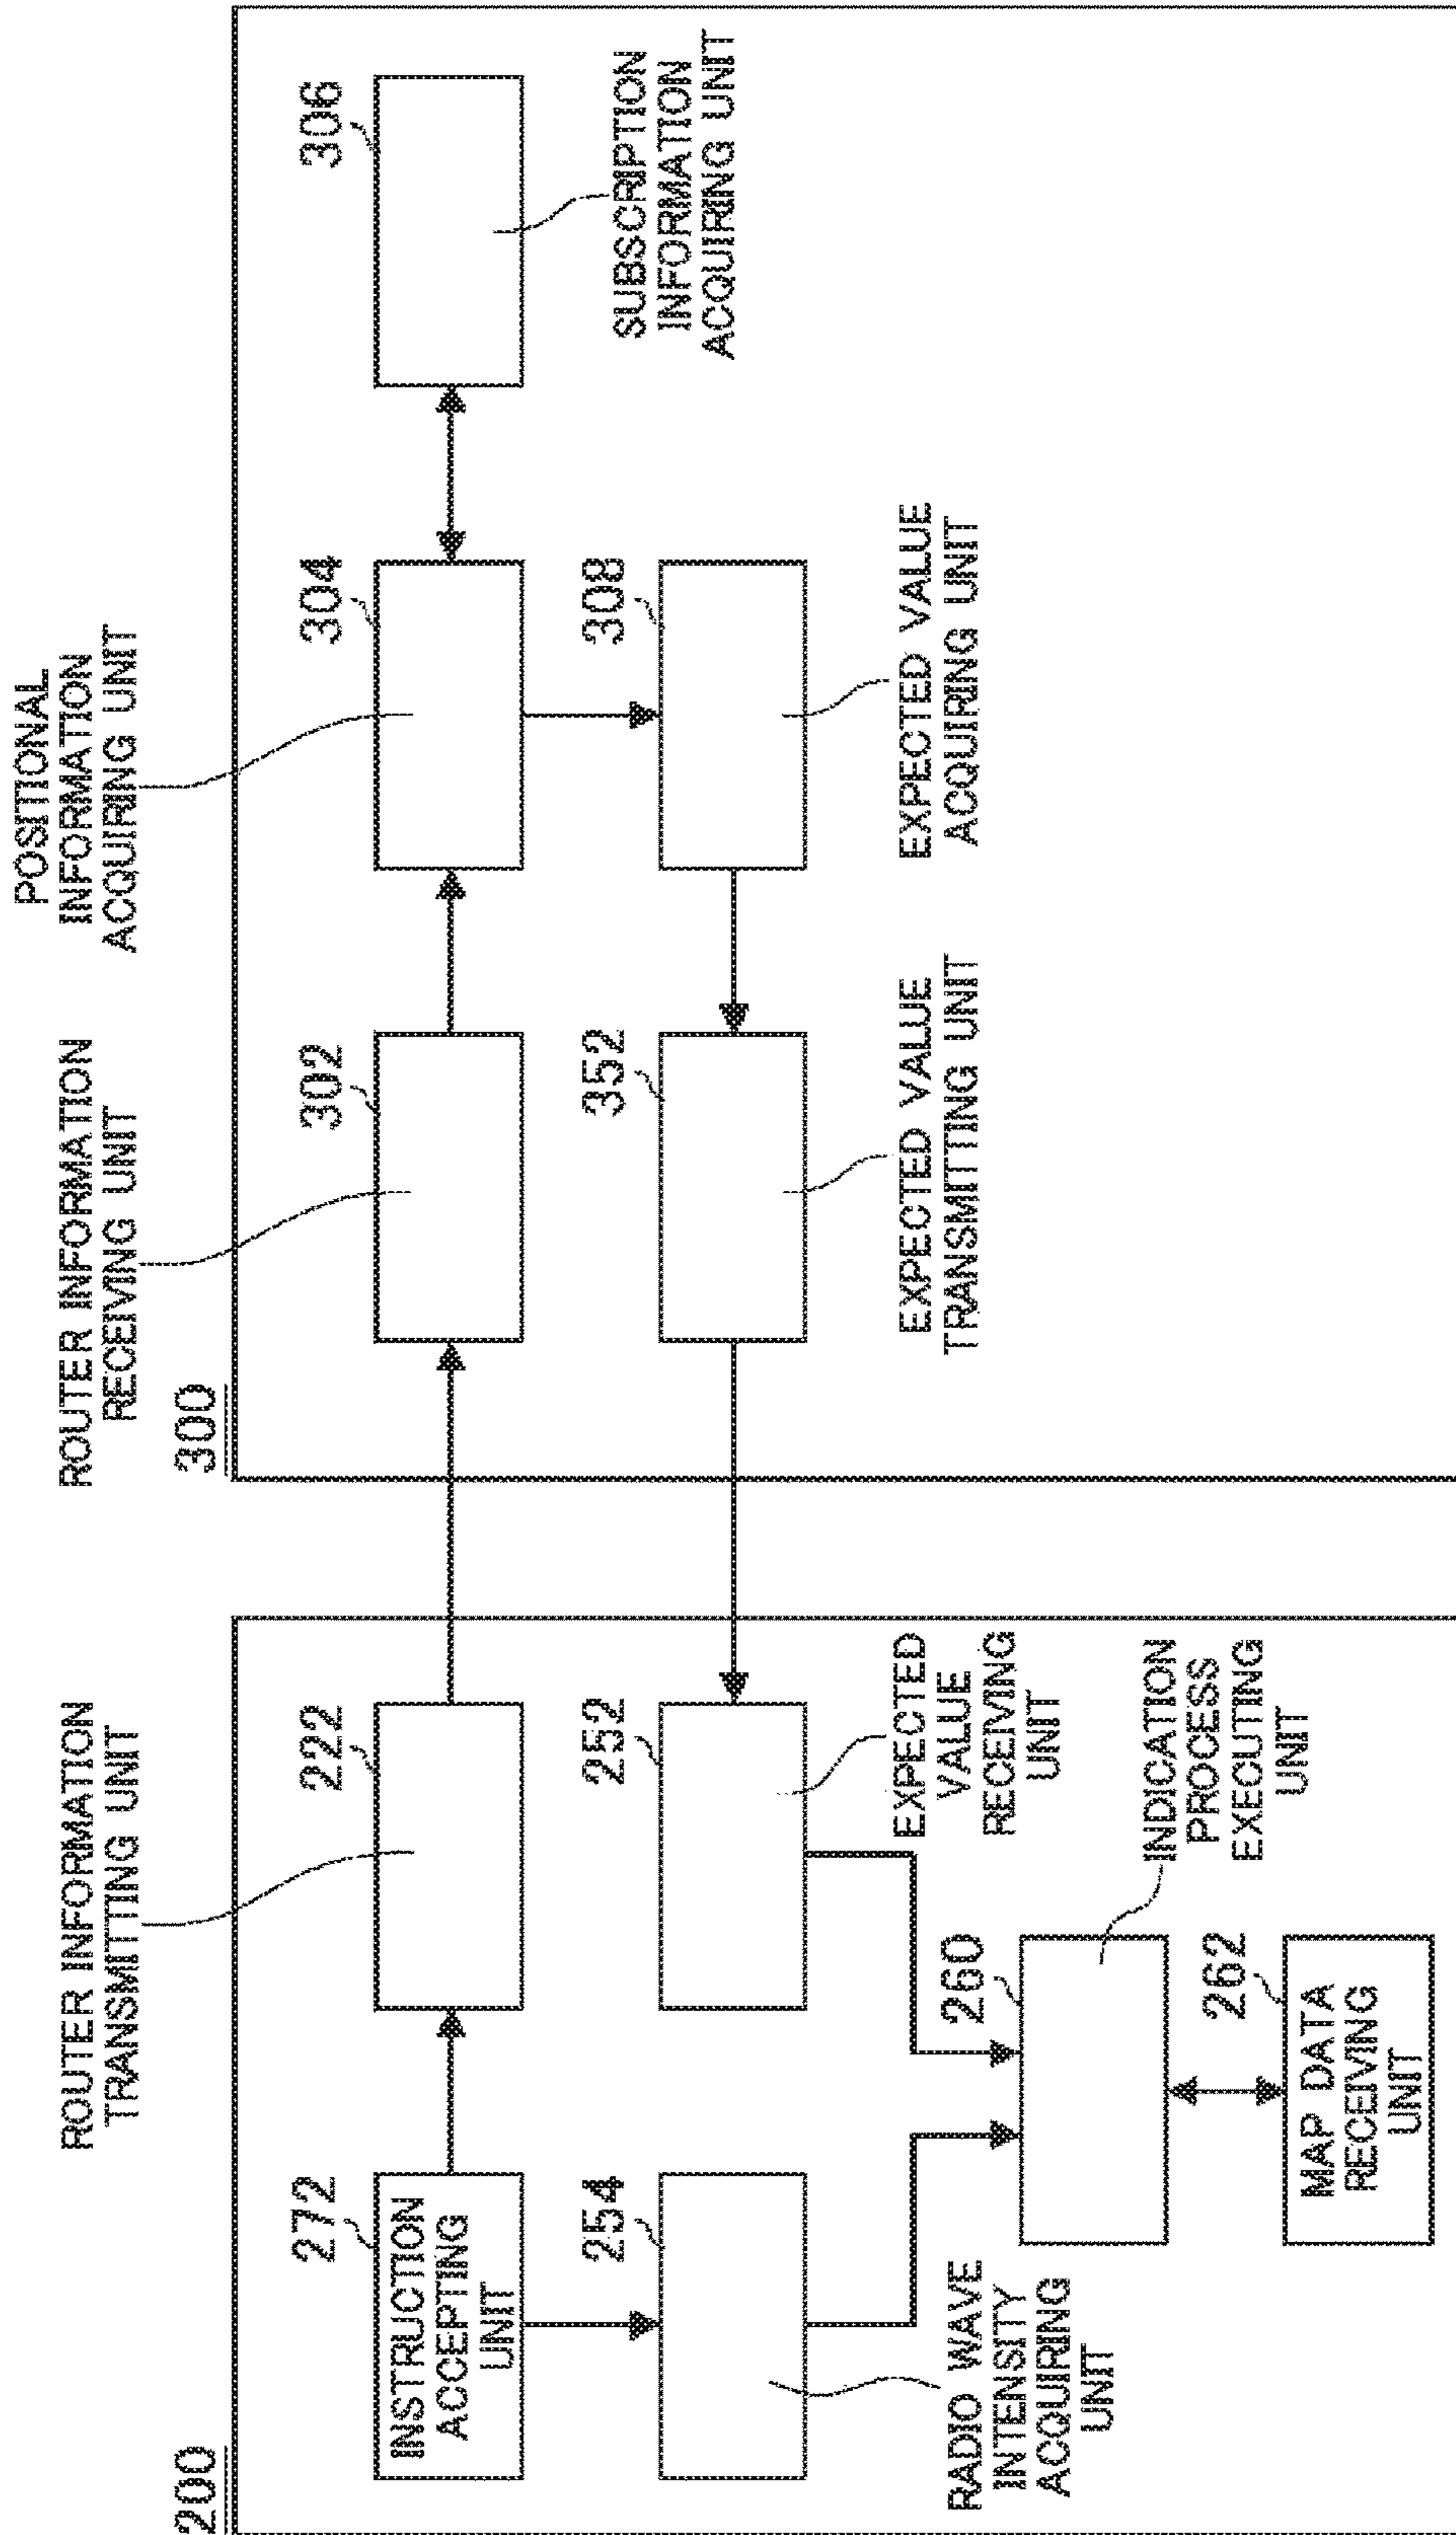 200
ROUTER INFORMATION
TRANSMITTING UNIT
272
INSTRUCTION
ACCEPTING
UNIT
222
254
RADIO WAVE
INTENSITY
ACQUIRING
UNIT
252
EXPECTED
VALUE
RECEIVING
UNIT
260
INDICATION
PROCESS
EXECUTING
UNIT
262
MAP DATA
RECEIVING
UNIT
300
ROUTER INFORMATION
RECEIVING UNIT
POSITIONAL
INFORMATION
ACQUIRING UNIT
302
304
306
SUBSCRIPTION
INFORMATION
ACQUIRING UNIT
352
EXPECTED VALUE
TRANSMITTING UNIT
308
EXPECTED VALUE
ACQUIRING UNIT